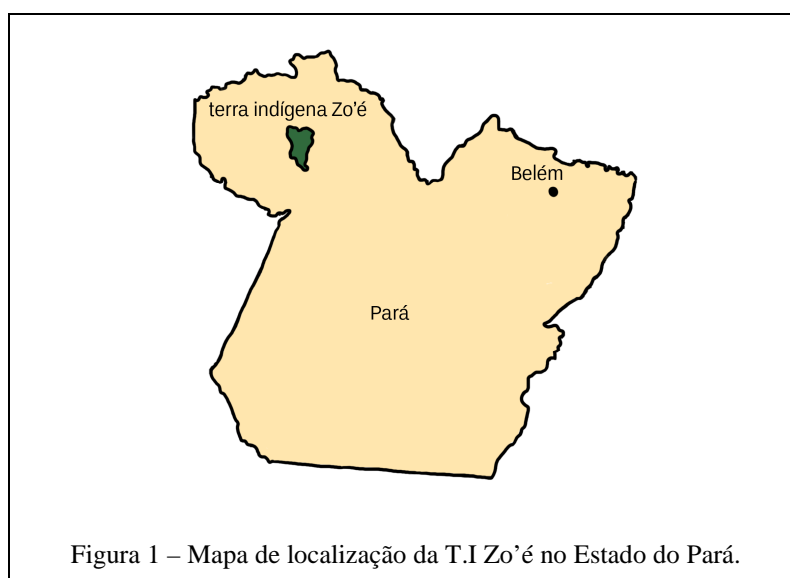 terra indígena Zo'é
Belém
Pará
Figura 1 – Mapa de localização da T.I Zo’é no Estado do Pará.